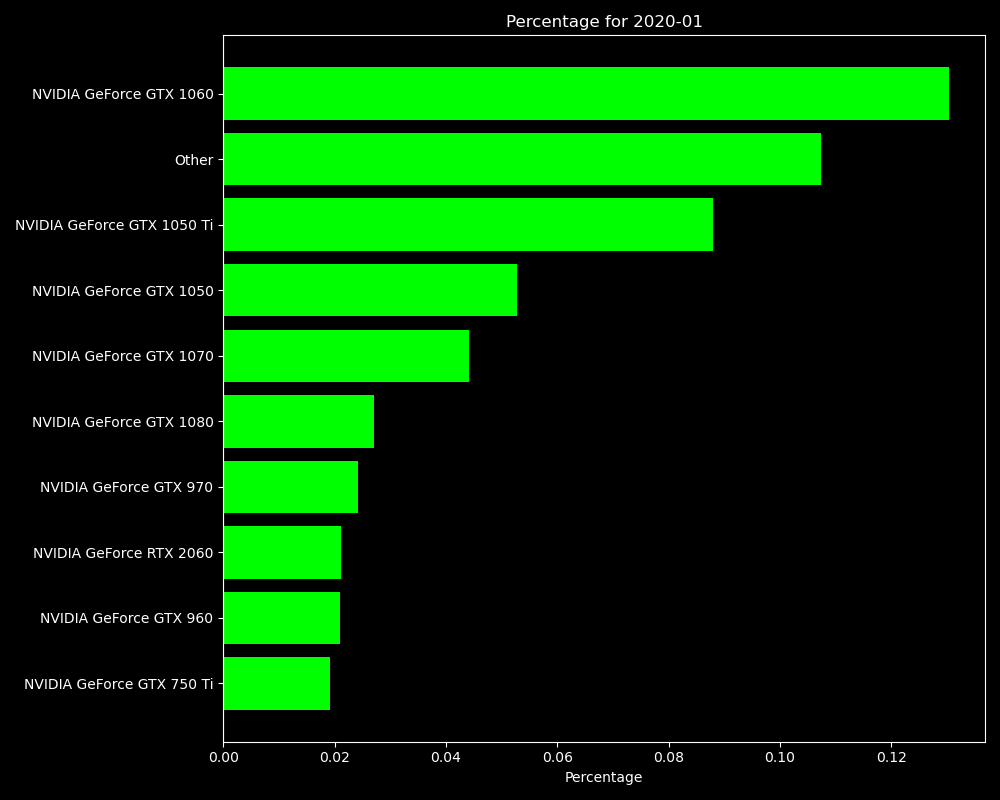 Percentage for 2020-01
NVIDIA GeForce GTX 1060
Other
NVIDIA GeForce GTX 1050 Ti
NVIDIA GeForce GTX 1050
NVIDIA GeForce GTX 1070
NVIDIA GeForce GTX 1080
NVIDIA GeForce GTX 970
NVIDIA GeForce RTX 2060
NVIDIA GeForce GTX 960
NVIDIA GeForce GTX 750 Ti
0.00 0.02 0.04 0.06 0.08 0.10 0.12
Percentage